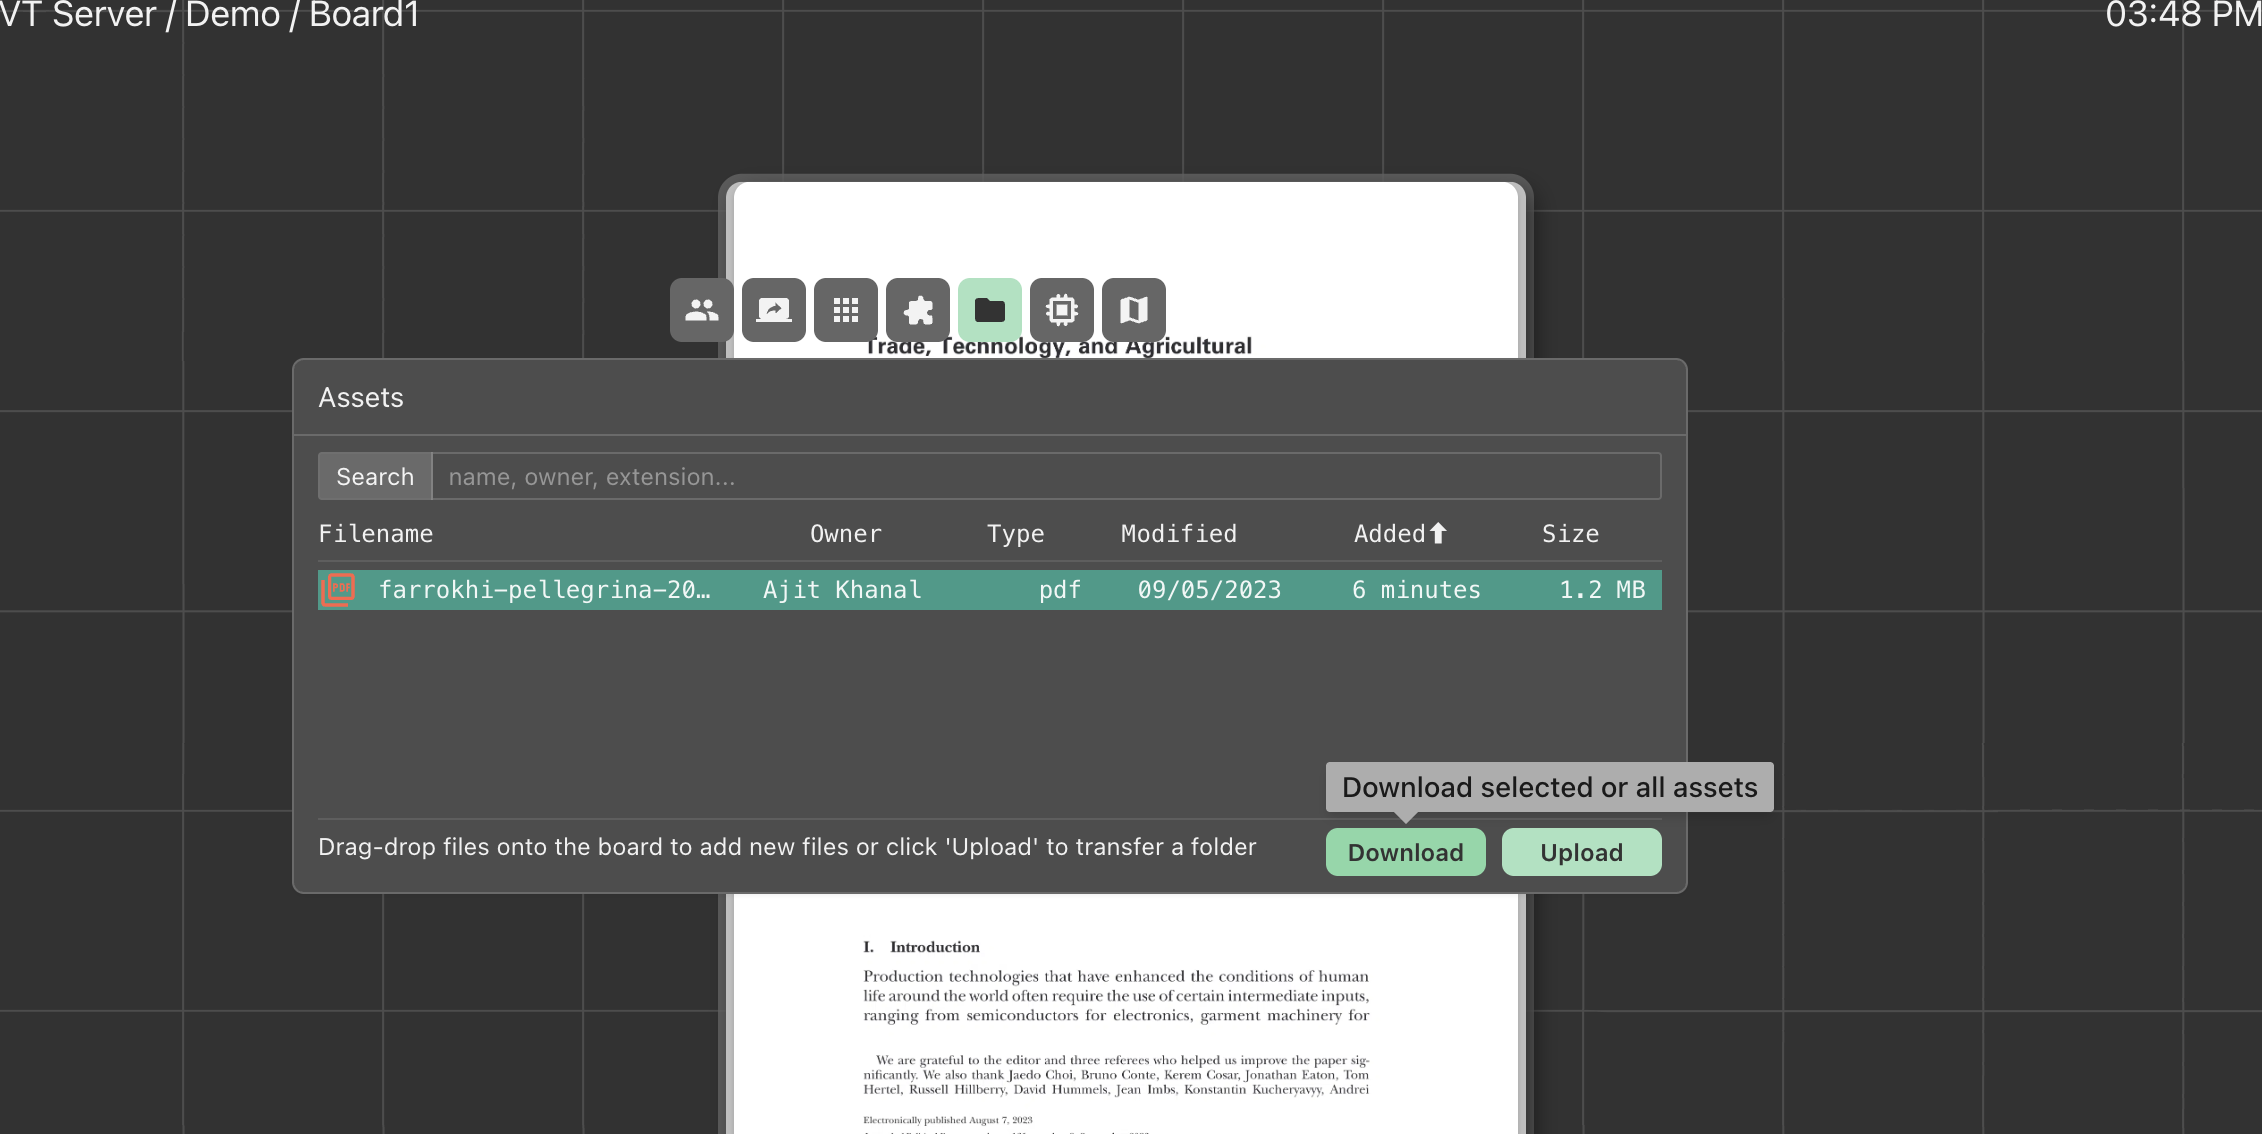 VT Server / Demo / Board1
03:48 PM
Trade, Technology, and Agricultural
Assets
Search name, owner, extension...
Filename Owner Type Modified Added Size
PDF farrokhi-pellegrina-20… Ajit Khanal pdf 09/05/2023 6 minutes 1.2 MB
Download selected or all assets
Drag-drop files onto the board to add new files or click 'Upload' to transfer a folder
Download Upload
I. Introduction
Production technologies that have enhanced the conditions of human
life around the world often require the use of certain intermediate inputs,
ranging from semiconductors for electronics, garment machinery for
We are grateful to the editor and three referees who helped us improve the paper sig-
nificantly. We also thank Jaedo Choi, Bruno Conte, Kerem Cosar, Jonathan Eaton, Tom
Hertel, Russell Hillberry, David Hummels, Jean Imbs, Konstantin Kucheryavyy, Andrei
Electronically published August 7, 2023